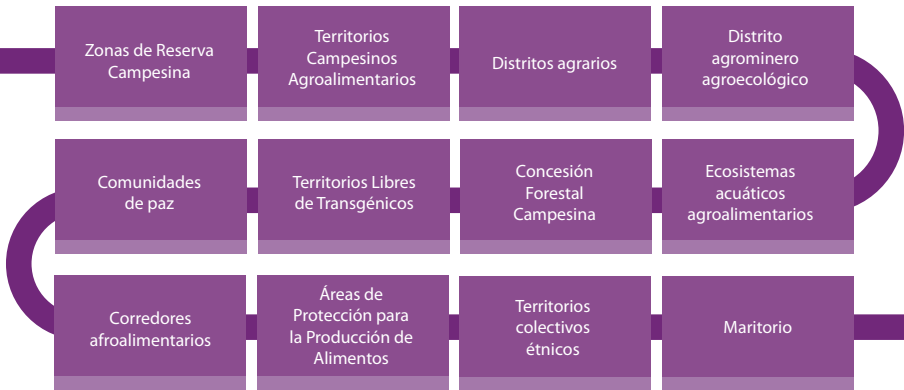 Zonas de Reserva
Campesina
Territorios
Campesinos
Agroalimentarios
Distritos agrarios
Distrito
agrominero
agroecológico
Comunidades
de paz
Territorios Libres
de Transgénicos
Concesión
Forestal
Campesina
Ecosistemas
acuáticos
agroalimentarios
Corredores
afroalimentarios
Áreas de
Protección para
la Producción de
Alimentos
Territorios
colectivos
étnicos
Maritorio